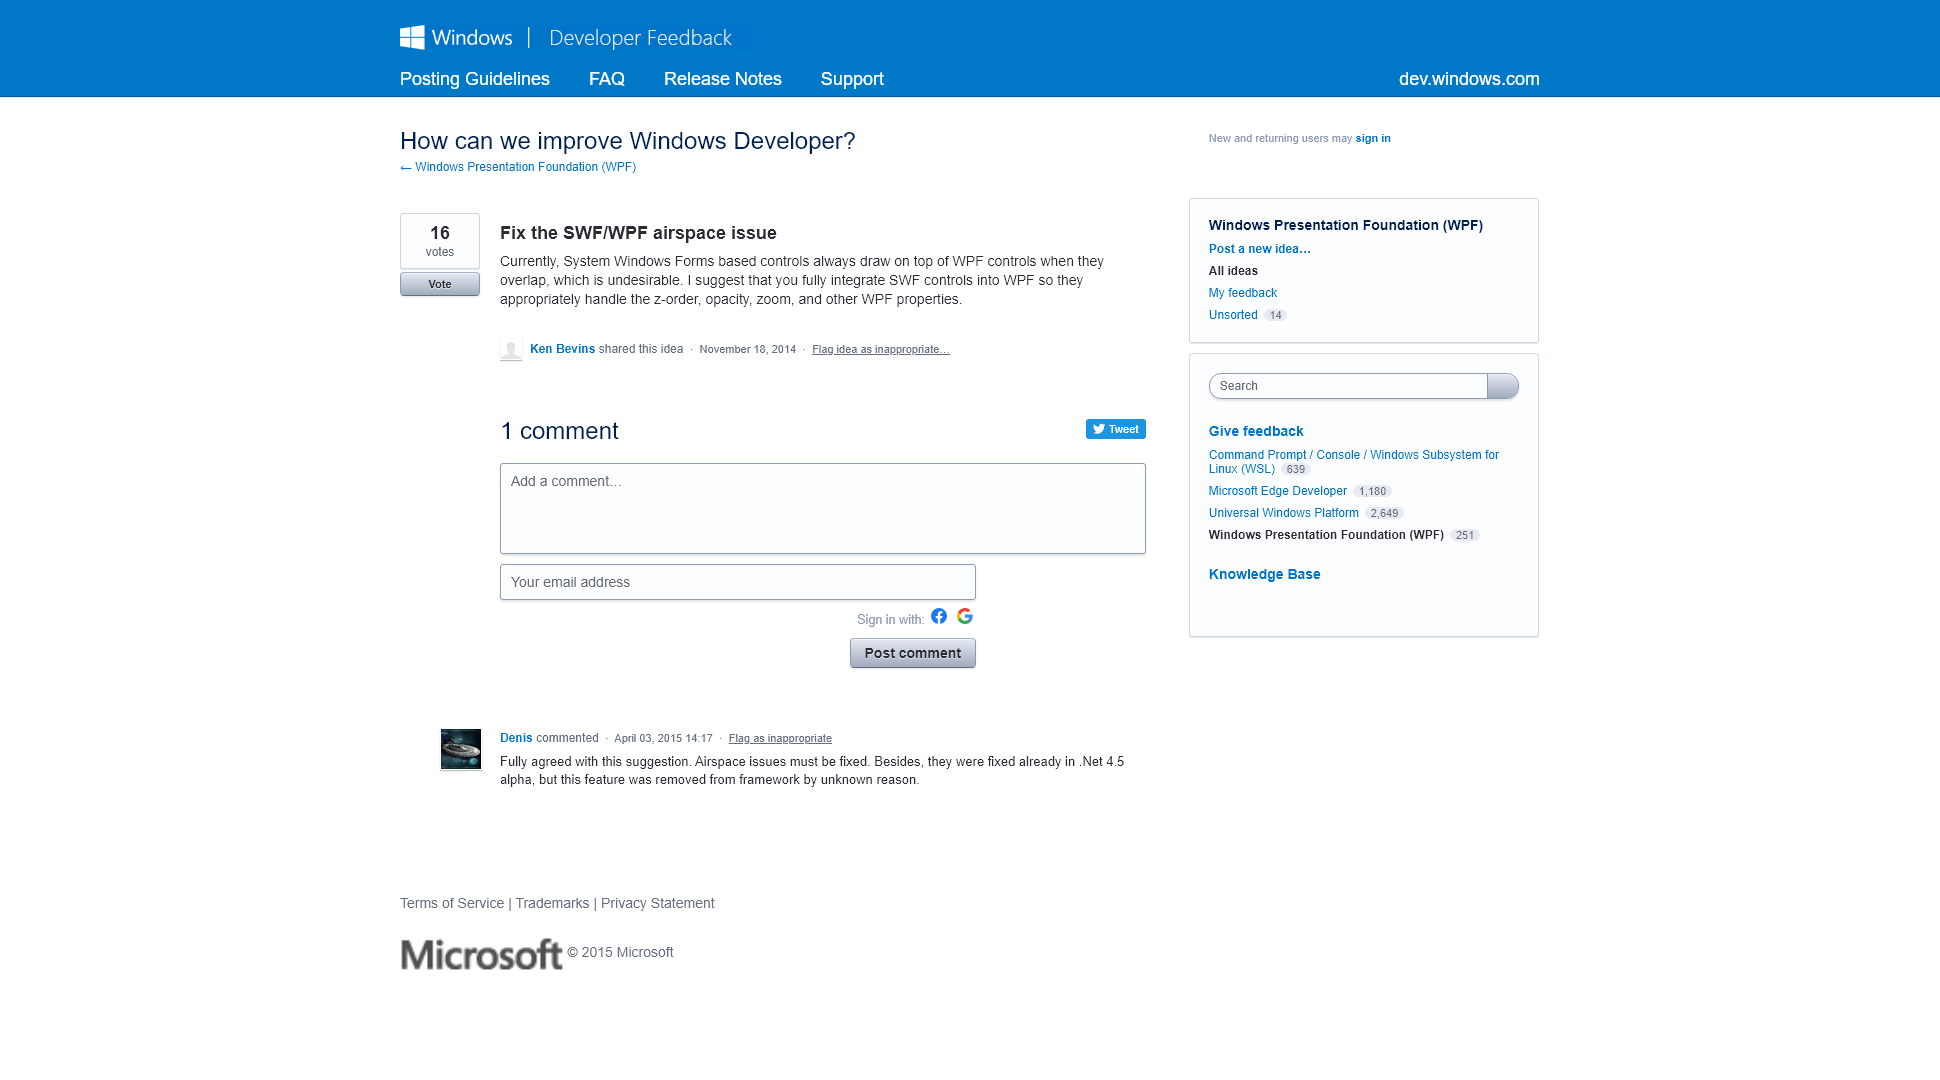 Windows | Developer Feedback
Posting Guidelines FAQ Release Notes Support dev.windows.com
How can we improve Windows Developer?
← Windows Presentation Foundation (WPF)
New and returning users may sign in
16
votes
Vote
Fix the SWF/WPF airspace issue
Currently, System Windows Forms based controls always draw on top of WPF controls when they
overlap, which is undesirable. I suggest that you fully integrate SWF controls into WPF so they
appropriately handle the z-order, opacity, zoom, and other WPF properties.
Ken Bevins shared this idea · November 18, 2014 · Flag idea as inappropriate…
1 comment
Tweet
Add a comment…
Your email address
Sign in with:
Post comment
Denis commented · April 03, 2015 14:17 · Flag as inappropriate
Fully agreed with this suggestion. Airspace issues must be fixed. Besides, they were fixed already in .Net 4.5
alpha, but this feature was removed from framework by unknown reason.
Windows Presentation Foundation (WPF)
Post a new idea…
All ideas
My feedback
Unsorted 14
Search
Give feedback
Command Prompt / Console / Windows Subsystem for
Linux (WSL) 639
Microsoft Edge Developer 1,180
Universal Windows Platform 2,649
Windows Presentation Foundation (WPF) 251
Knowledge Base
Terms of Service | Trademarks | Privacy Statement
Microsoft © 2015 Microsoft